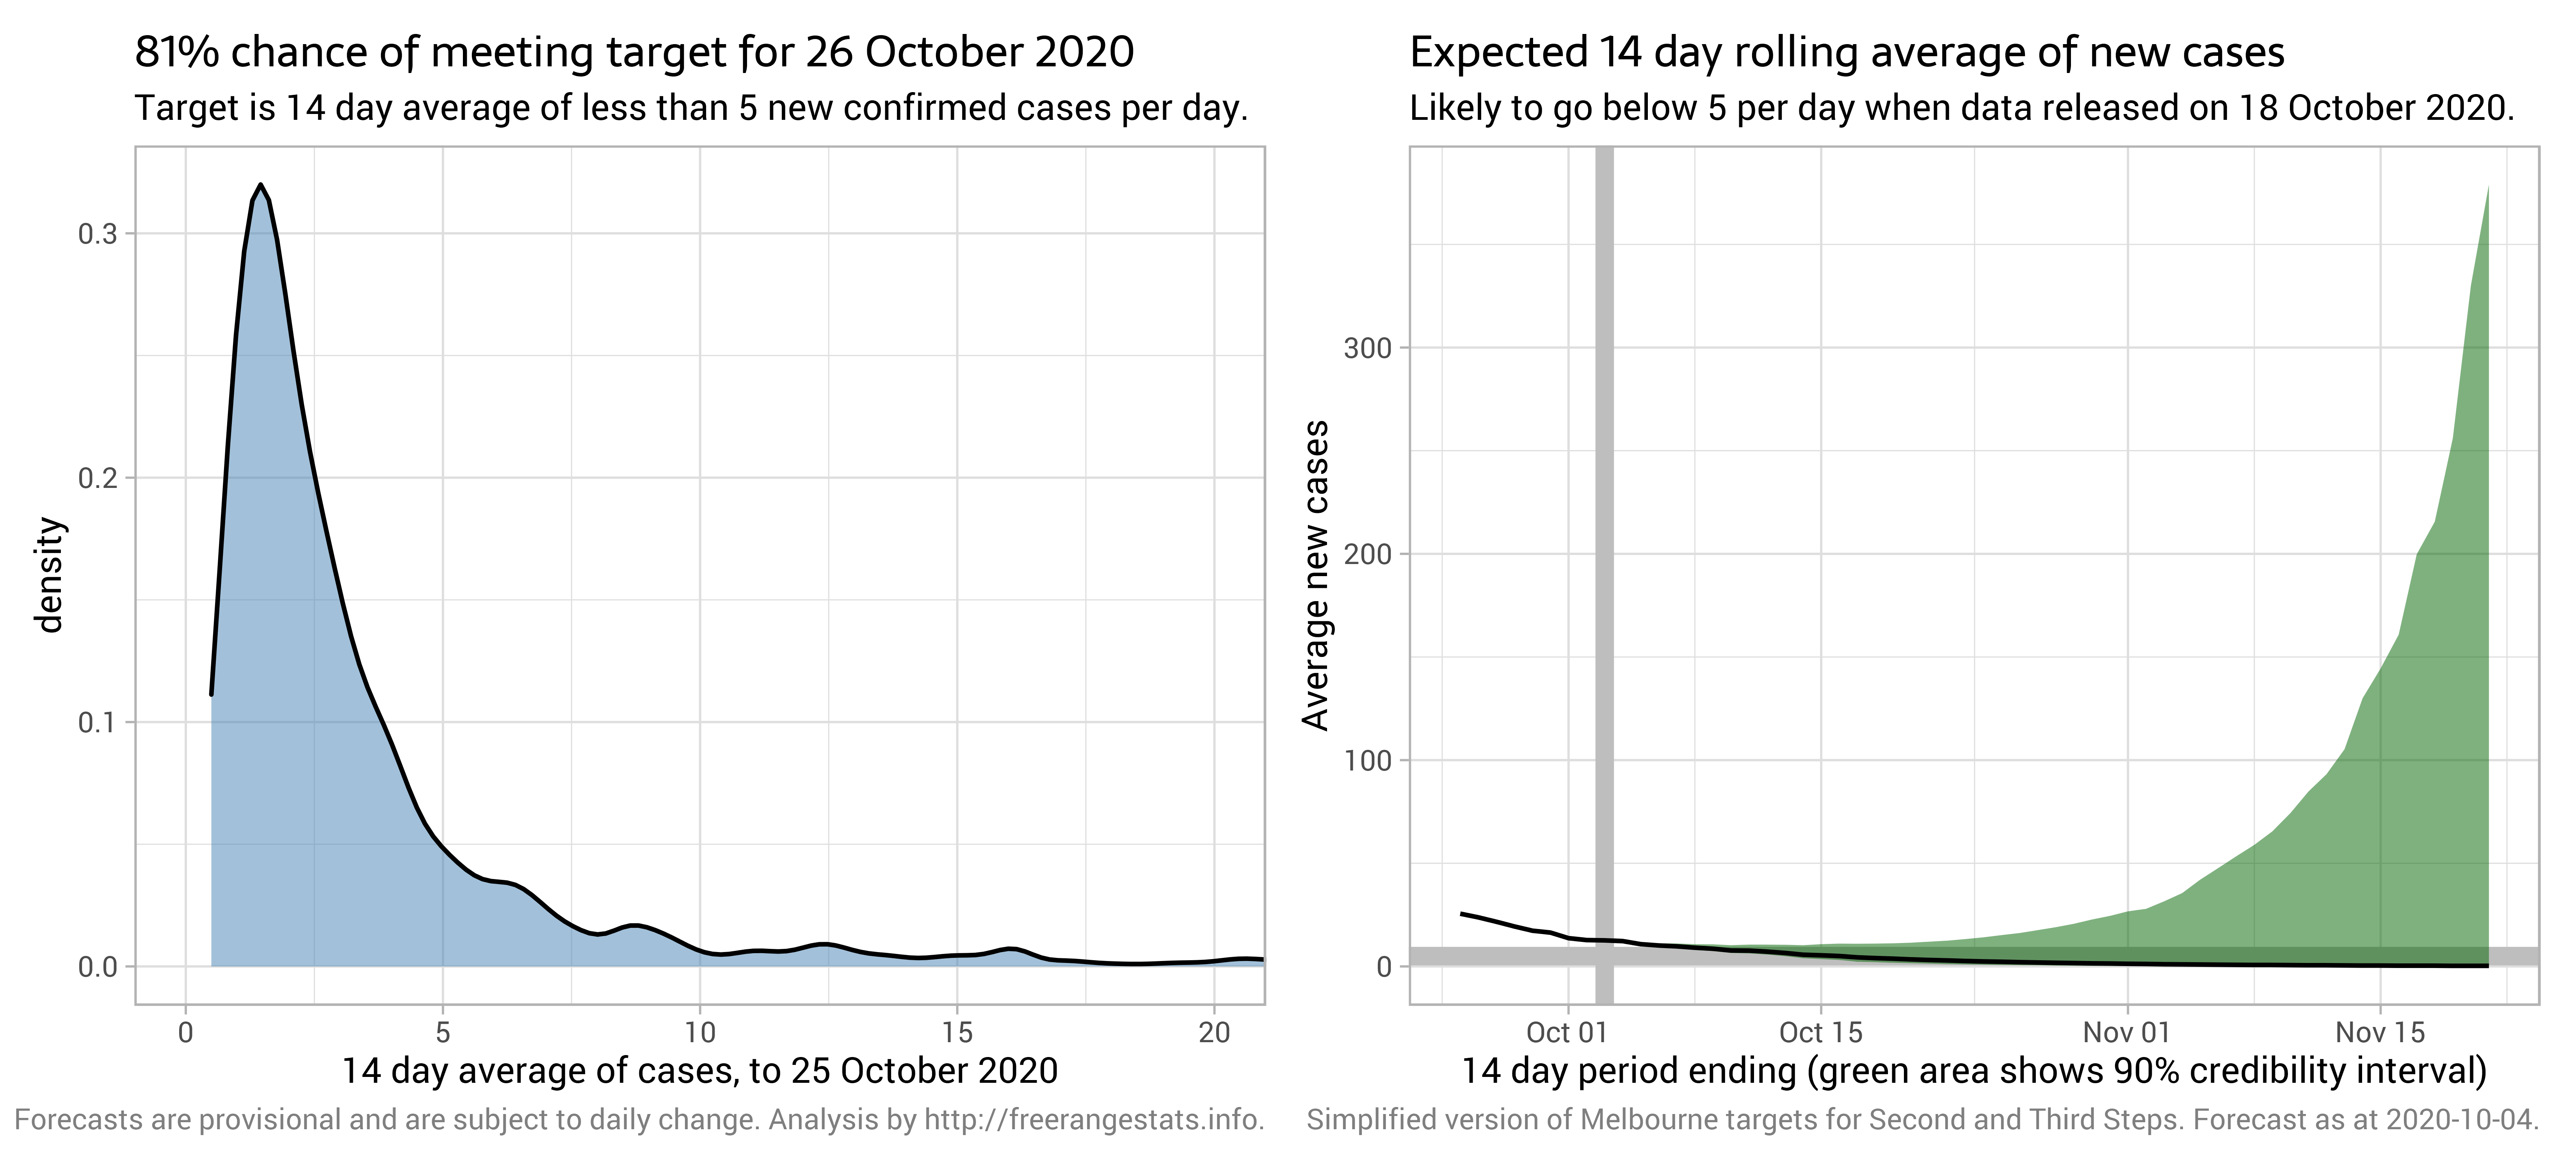 81% chance of meeting target for 26 October 2020
Target is 14 day average of less than 5 new confirmed cases per day.
0.3
0.2
0.1
0.0
density
0
5
10
15
20
14 day average of cases, to 25 October 2020
Forecasts are provisional and are subject to daily change. Analysis by http://freerangestats.info.
Expected 14 day rolling average of new cases
Likely to go below 5 per day when data released on 18 October 2020.
300
200
100
0
Average new cases
Oct 01
Oct 15
Nov 01
Nov 15
14 day period ending (green area shows 90% credibility interval)
Simplified version of Melbourne targets for Second and Third Steps. Forecast as at 2020-10-04.